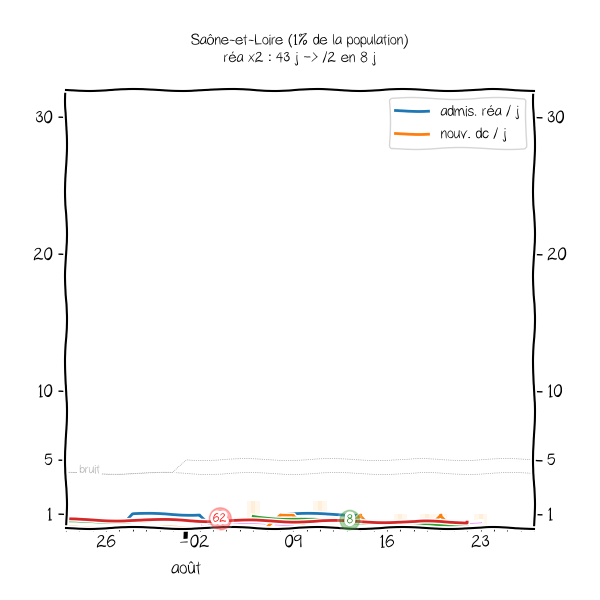 Saône-et-Loire (1% de la population)
réa x2 : 43 j -> /2 en 8 j
admis. réa / j
nouv. dc / j
30
30
20
20
10
10
5
5
bruit
1
1
62
8
26
02
09
16
23
août